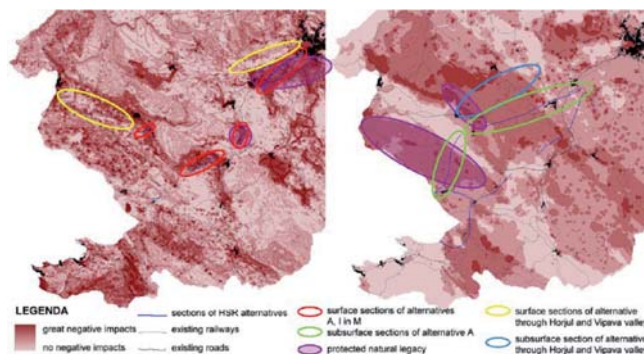 LEGENDA
great negative impacts
no negative impacts
sections of HSR alternatives
existing railways
existing roads
surface sections of alternatives
A, I in M
subsurface sections of alternative A
protected natural legacy
surface sections of alternative
through Horjul and Vipava valle
subsurface section of alternative
through Horjul and Vipava valle